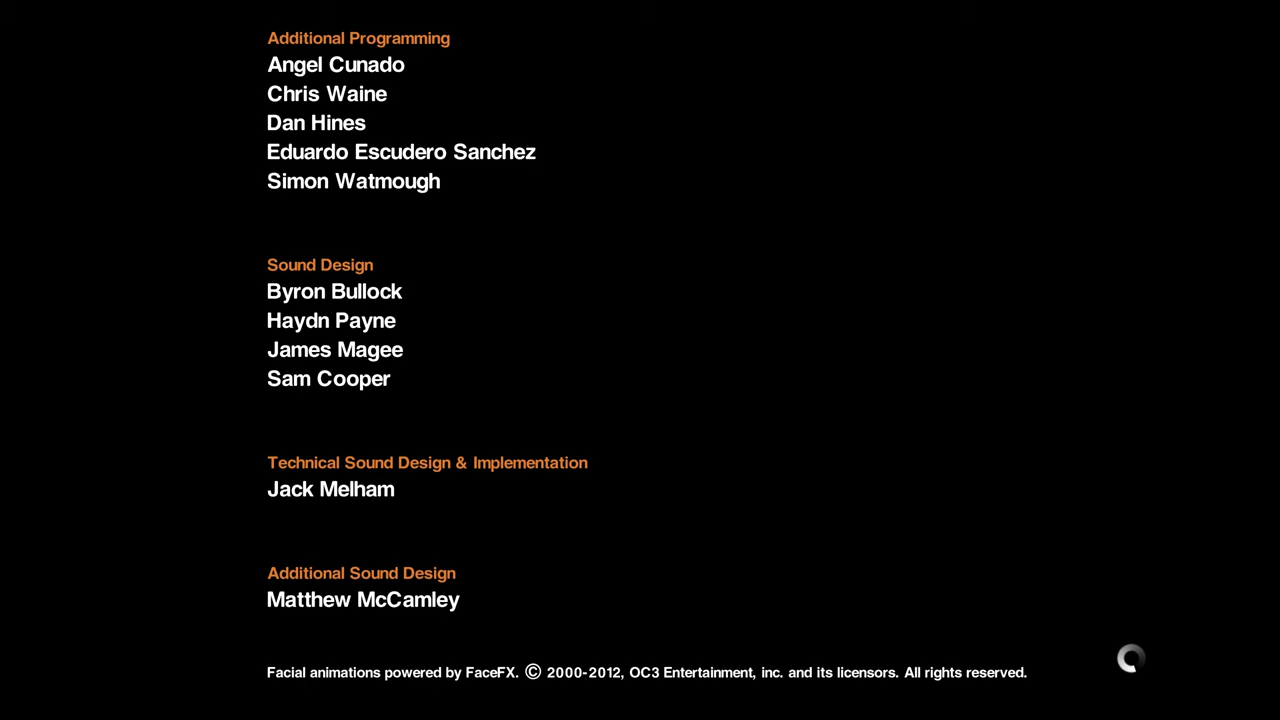 Additional Programming
Angel Cunado
Chris Waine
Dan Hines
Eduardo Escudero Sanchez
Simon Watmough
Sound Design
Byron Bullock
Haydn Payne
James Magee
Sam Cooper
Technical Sound Design & Implementation
Jack Melham
Additional Sound Design
Matthew McCamley
Facial animations powered by FaceFX. © 2000-2012, OC3 Entertainment, inc. and its licensors. All rights reserved.